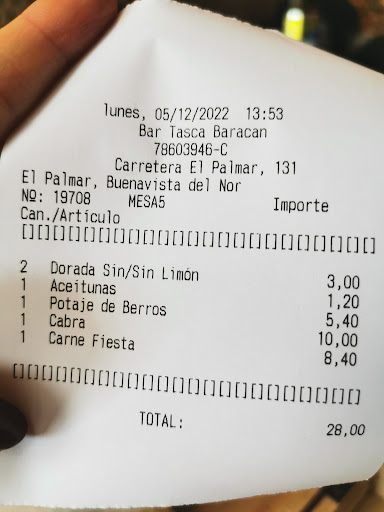 lunes, 05/12/2022 13:53
Bar Tasca Baracan
78603946-C
Carretera El Palmar, 131
El Palmar, Buenavista del Nor
Nº: 19708 MESA5 Importe
Can./Artículo
[][][][][][][][][][][][][][][][][][][][][][][][]
2 Dorada Sin/Sin Limón 3,00
1 Aceitunas 1,20
1 Potaje de Berros 5,40
1 Cabra 10,00
1 Carne Fiesta 8,40
[][][][][][][][][][][][][][][][][][][][][][][][]
TOTAL: 28,00